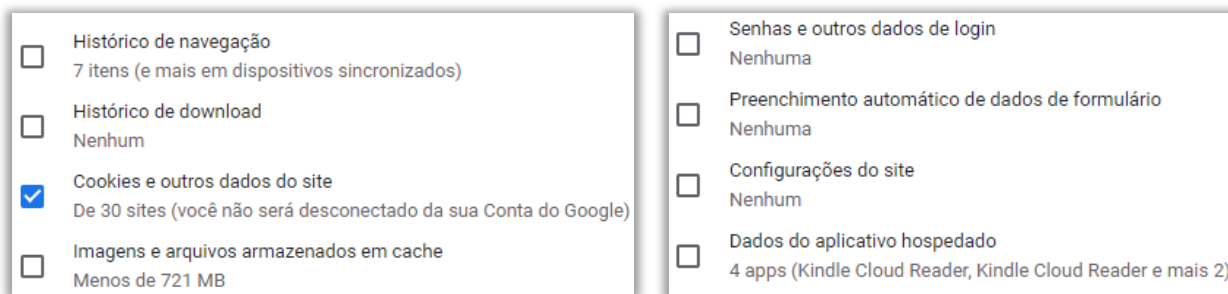 Histórico de navegação
7 itens (e mais em dispositivos sincronizados)
Histórico de download
Nenhum
Cookies e outros dados do site
De 30 sites (você não será desconectado da sua Conta do Google)
Imagens e arquivos armazenados em cache
Menos de 721 MB
Senhas e outros dados de login
Nenhuma
Preenchimento automático de dados de formulário
Nenhuma
Configurações do site
Nenhum
Dados do aplicativo hospedado
4 apps (Kindle Cloud Reader, Kindle Cloud Reader e mais 2)